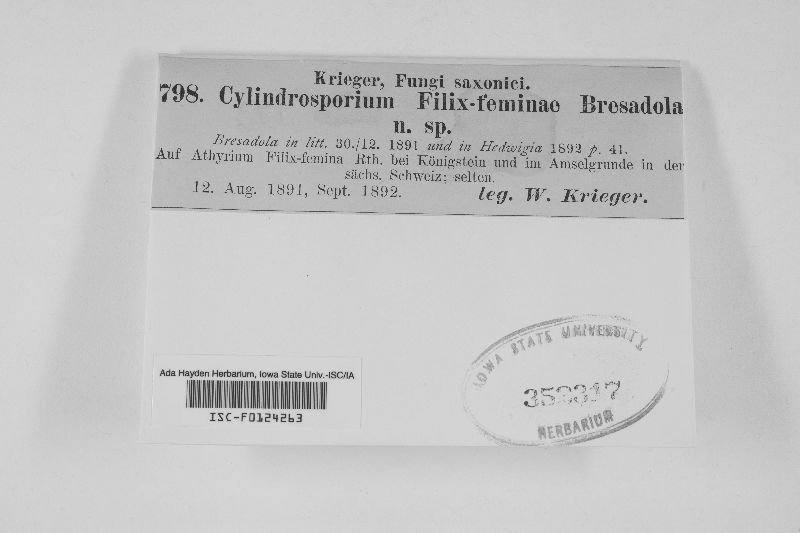 Krieger, Fungi saxonici.
798. Cylindrosporium Filix-feminae Bresadola
n. sp.
Bresadola in litt. 30./12. 1891 und in Hedwigia 1892 p. 41.
Auf Athyrium Filix-femina Rth. bei Königstein und im Amselgrunde in der
sächs. Schweiz; selten.
12. Aug. 1891, Sept. 1892. leg. W. Krieger.
Ada Hayden Herbarium, Iowa State Univ.-ISC/IA
ISC-F0124263
IOWA STATE UNIVERSITY
HERBARIUM